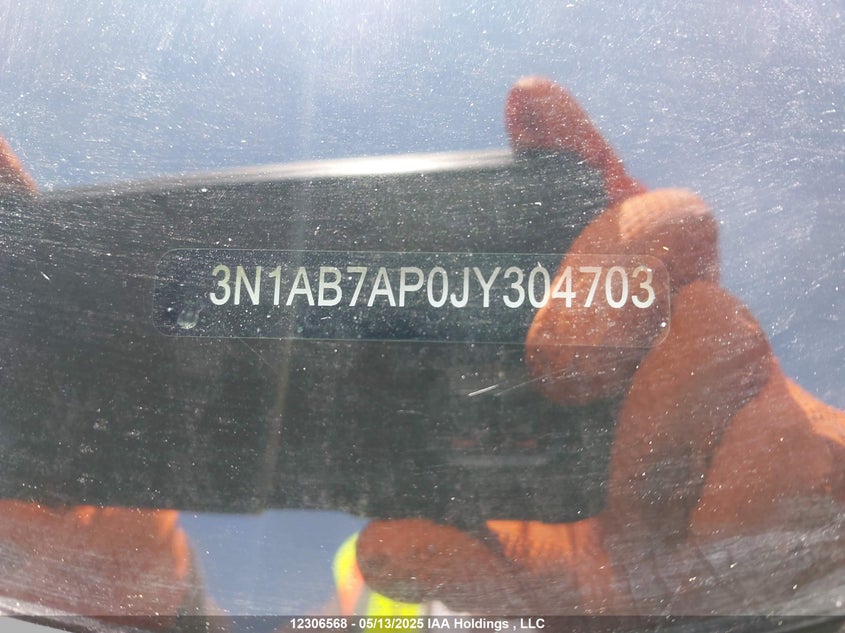 3N1AB7AP0JY304703
12306568 - 05/13/2025 IAA Holdings , LLC